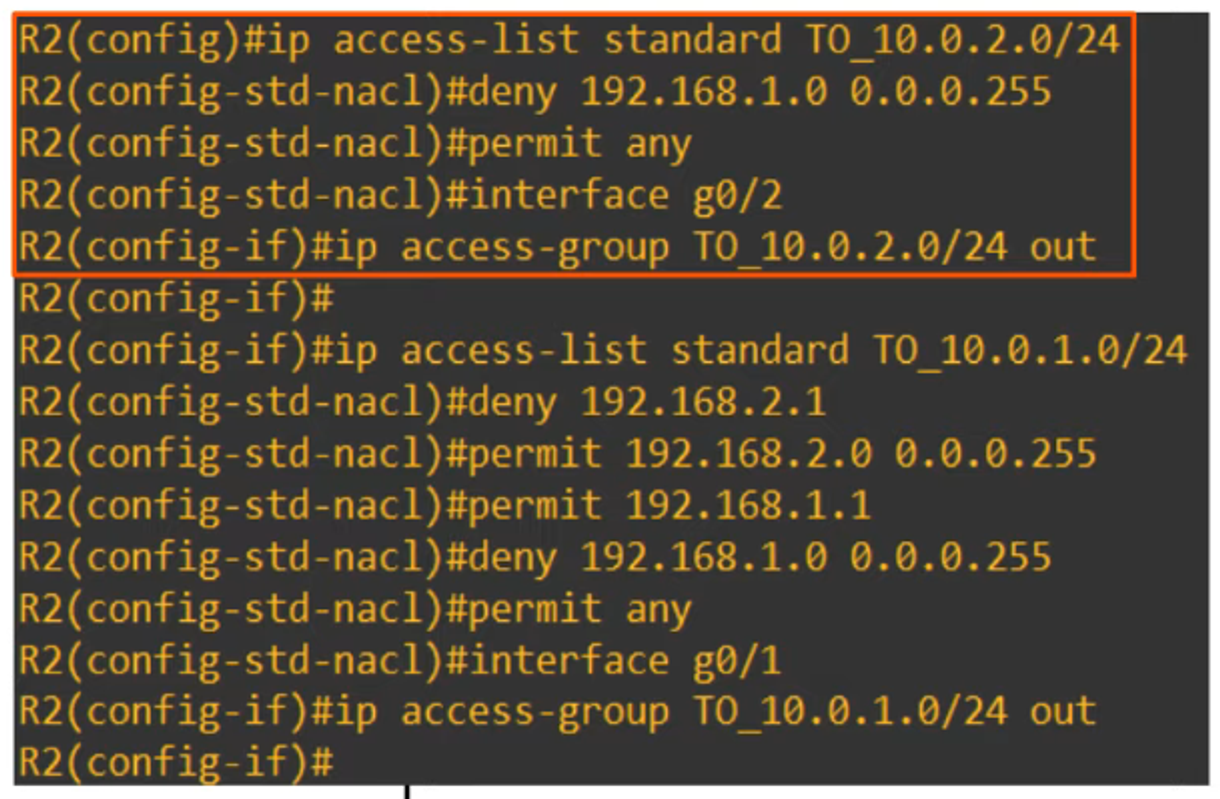 R2(config)#ip access-list standard TO_10.0.2.0/24
R2(config-std-nacl)#deny 192.168.1.0 0.0.0.255
R2(config-std-nacl)#permit any
R2(config-std-nacl)#interface g0/2
R2(config-if)#ip access-group TO_10.0.2.0/24 out
R2(config-if)#
R2(config-if)#ip access-list standard TO_10.0.1.0/24
R2(config-std-nacl)#deny 192.168.2.1
R2(config-std-nacl)#permit 192.168.2.0 0.0.0.255
R2(config-std-nacl)#permit 192.168.1.1
R2(config-std-nacl)#deny 192.168.1.0 0.0.0.255
R2(config-std-nacl)#permit any
R2(config-std-nacl)#interface g0/1
R2(config-if)#ip access-group TO_10.0.1.0/24 out
R2(config-if)#